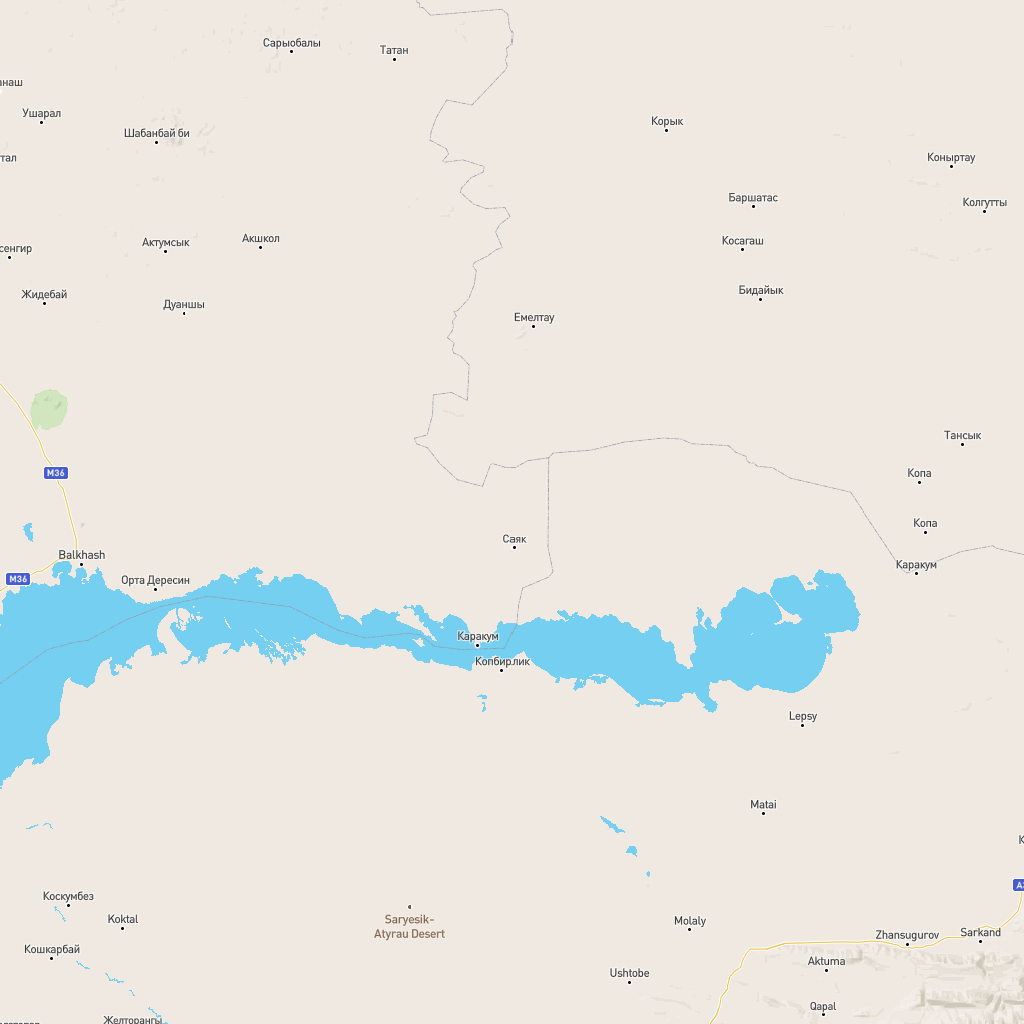 Сарыобалы
Татан
Ушарал
Шабанбай би
тал
Корык
Коныртау
Баршатас
Колгутты
Актумсык
Акшкол
Косагаш
сенгир
Жидебай
Дуаншы
Бидайык
Емелтау
Тансык
M36
Копа
Копа
Саяк
Balkhash
Каракум
M36
Орта Дересин
Каракум
Копбирлик
Lepsy
Matai
Коскумбез
Koktal
Saryesik-
Atyrau Desert
Molaly
Zhansugurov
Sarkand
Кошкарбай
Aktuma
Ushtobe
Qapal
Желторангы